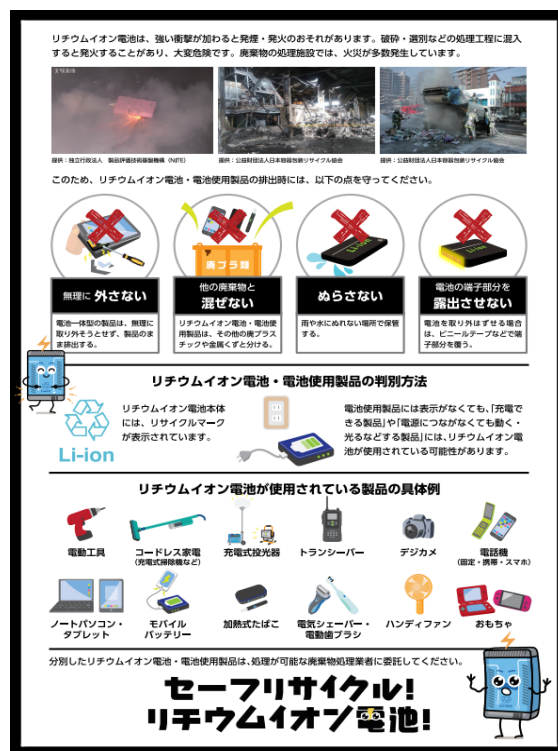 リチウムイオン電池は、強い衝撃が加わると発煙・発火のおそれがあります。破砕・選別などの処理工程に混入
すると発火することがあり、大変危険です。廃棄物の処理施設では、火災が多数発生しています。
提供：独立行政法人 製品評価技術基盤機構（NITE）
提供：公益財団法人日本容器包装リサイクル協会
提供：公益財団法人日本容器包装リサイクル協会
このため、リチウムイオン電池・電池使用製品の排出時には、以下の点を守ってください。
廃プラ類
Li-ion
無理に 外さない
電池一体型の製品は、無理に
取り外そうとせず、製品のま
ま排出する。
他の廃棄物と
混ぜない
リチウムイオン電池・電池使
用製品は、その他の廃プラス
チックや金属くずと分ける。
ぬらさない
雨や水にぬれない場所で保管
する。
電池の端子部分を
露出させない
電池を取り外はずせる場合
は、ビニールテープなどで端
子部分を覆う。
リチウムイオン電池・電池使用製品の判別方法
Li-ion
リチウムイオン電池本体
には、リサイクルマーク
が表示されています。
電池使用製品には表示がなくても、「充電で
きる製品」や「電源につながなくても動く・
光るなどする製品」には、リチウムイオン電
池が使用されている可能性があります。
リチウムイオン電池が使用されている製品の具体例
電動工具
コードレス家電
（充電式掃除機など）
充電式投光器
トランシーバー
デジカメ
電話機
（固定・携帯・スマホ）
ノートパソコン・
タブレット
モバイル
バッテリー
加熱式たばこ
電気シェーバー・
電動歯ブラシ
ハンディファン
おもちゃ
分別したリチウムイオン電池・電池使用製品は、処理が可能な廃棄物処理業者に委託してください。
セーフリサイクル！
リチウムイオン電池！